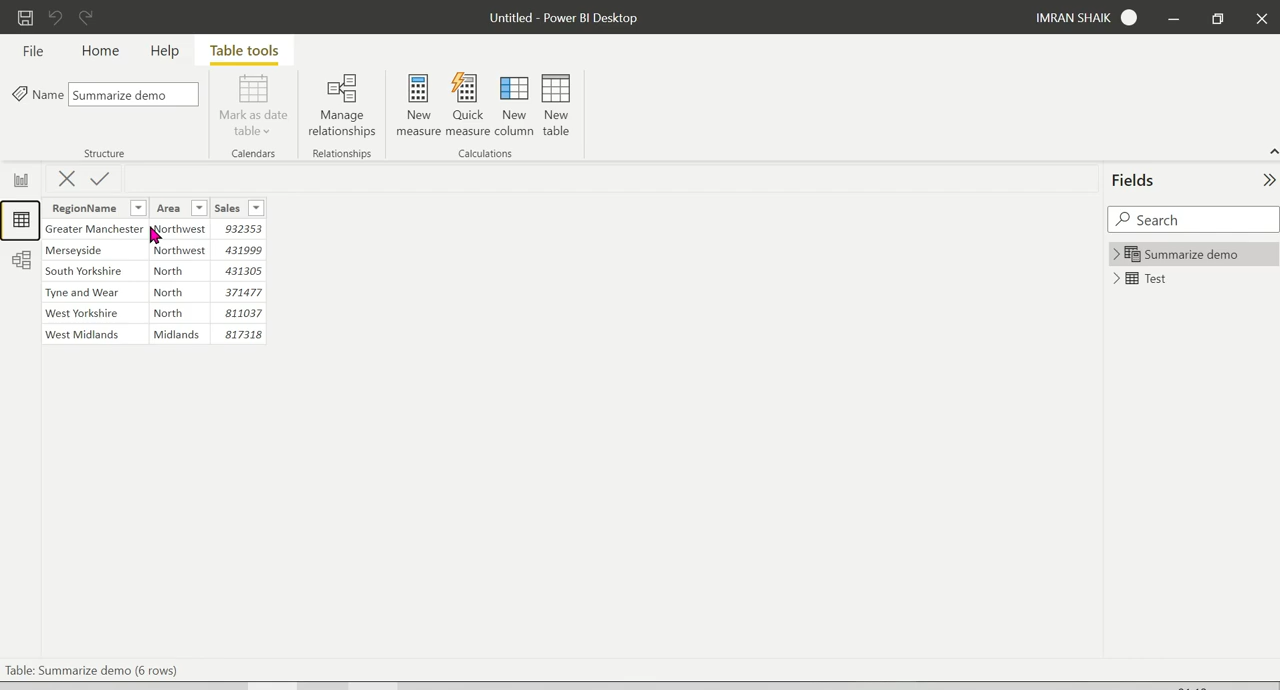 Untitled - Power BI Desktop
IMRAN SHAIK
File
Home
Help
Table tools
Name
Summarize demo
Mark as date
table
Manage
relationships
New
measure
Quick
measure
New
column
New
table
Structure
Calendars
Relationships
Calculations
Fields
Search
Summarize demo
Test
RegionName Area Sales
Greater Manchester Northwest 932353
Merseyside Northwest 431999
South Yorkshire North 431305
Tyne and Wear North 371477
West Yorkshire North 811037
West Midlands Midlands 817318
Table: Summarize demo (6 rows)